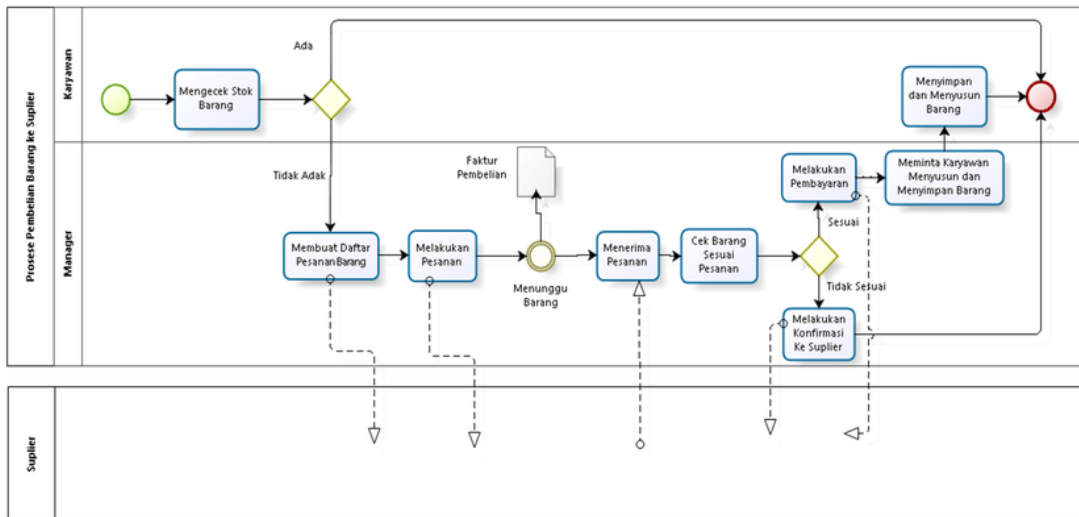 Prosese Pembelian Barang ke Suplier
Karyawan
Mengecek Stok
Barang
Ada
Menyimpan
dan Menyusun
Barang
Manager
Tidak Adak
Membuat Daftar
PesananBarang
Melakukan
Pesanan
Faktur
Pembelian
Menunggu
Barang
Menerima
Pesanan
Cek Barang
Sesuai
Pesanan
Melakukan
Pembayaran
Meminta Karyawan
Menyusun dan
Menyimpan Barang
Sesuai
Tidak Sesuai
Melakukan
Konfirmasi
Ke Suplier
Suplier